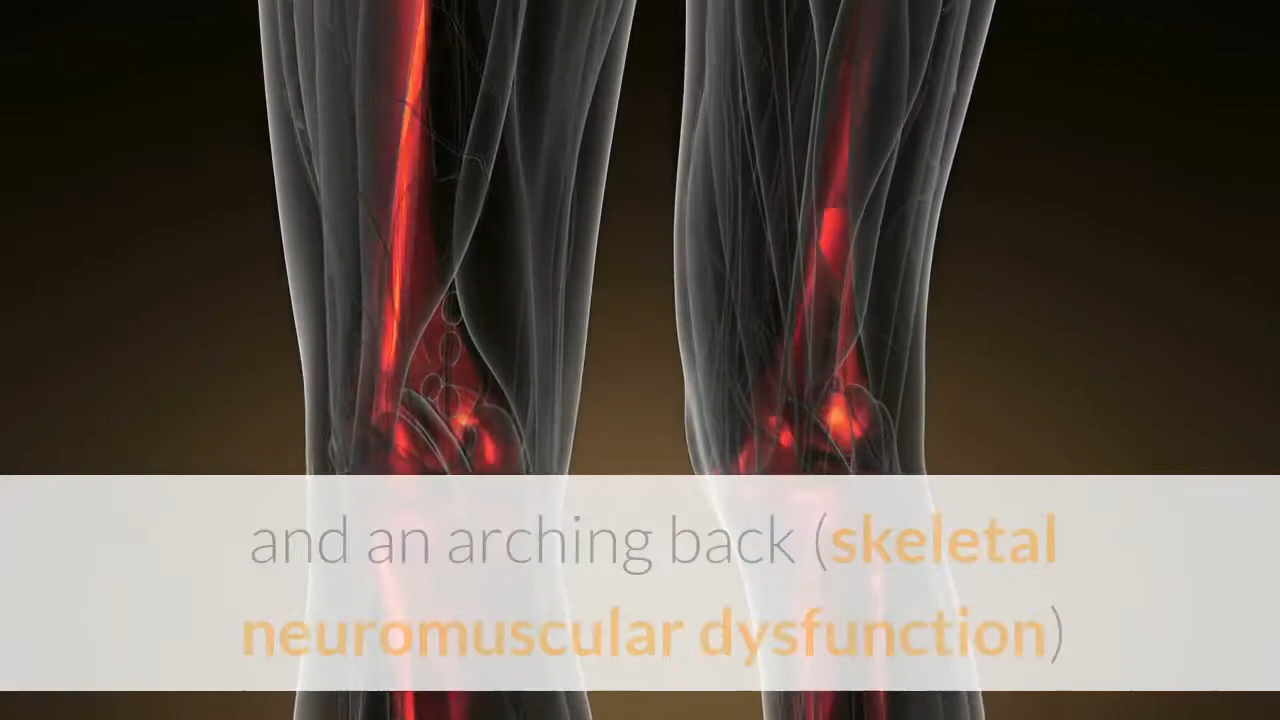 and an arching back (skeletal
neuromuscular dysfunction)